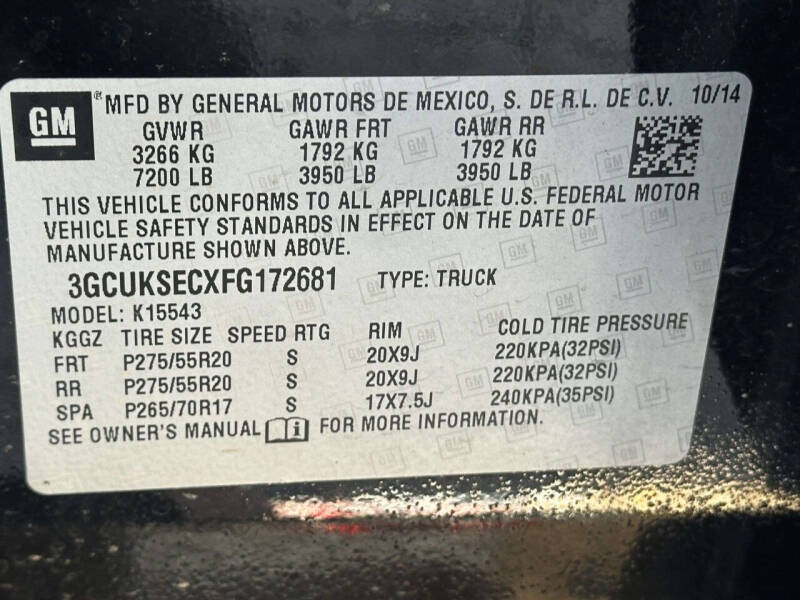 GM ® MFD BY GENERAL MOTORS DE MEXICO, S. DE R.L. DE C.V. 10/14
GVWR GAWR FRT GAWR RR
3266 KG 1792 KG 1792 KG
7200 LB 3950 LB 3950 LB
THIS VEHICLE CONFORMS TO ALL APPLICABLE U.S. FEDERAL MOTOR
VEHICLE SAFETY STANDARDS IN EFFECT ON THE DATE OF
MANUFACTURE SHOWN ABOVE.
3GCUKSECXFG172681 TYPE: TRUCK
MODEL: K15543
KGGZ TIRE SIZE SPEED RTG RIM COLD TIRE PRESSURE
FRT P275/55R20 S 20X9J 220KPA(32PSI)
RR P275/55R20 S 20X9J 220KPA(32PSI)
SPA P265/70R17 S 17X7.5J 240KPA(35PSI)
SEE OWNER'S MANUAL i FOR MORE INFORMATION.